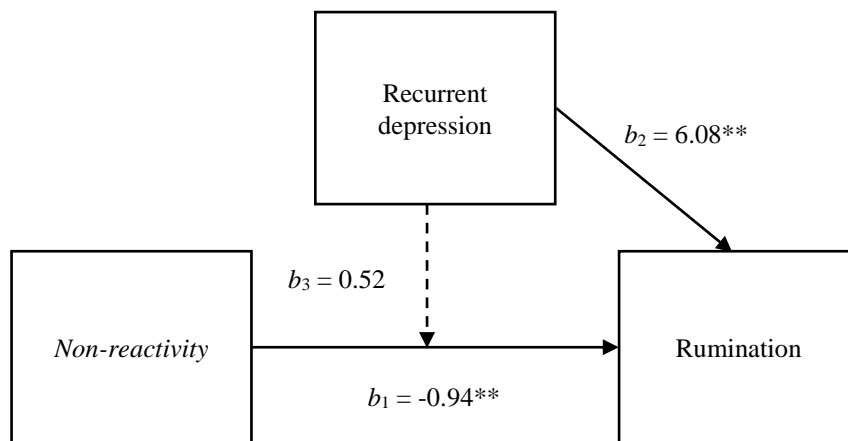 Recurrent
depression
b₂ = 6.08**
b₃ = 0.52
Non-reactivity
Rumination
b₁ = -0.94**